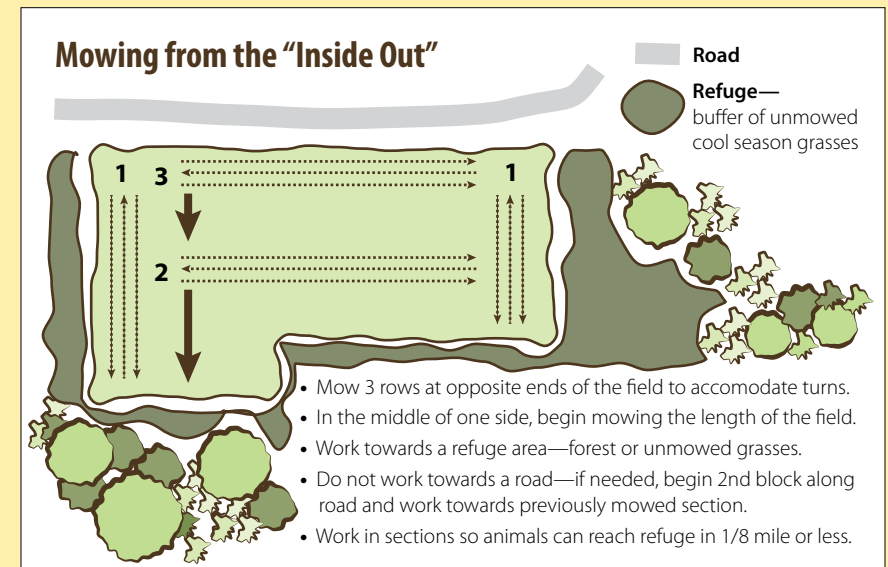 Mowing from the “Inside Out”
Road
Refuge—
buffer of unmowed
cool season grasses
1 3 1
2
• Mow 3 rows at opposite ends of the field to accomodate turns.
• In the middle of one side, begin mowing the length of the field.
• Work towards a refuge area—forest or unmowed grasses.
• Do not work towards a road—if needed, begin 2nd block along
road and work towards previously mowed section.
• Work in sections so animals can reach refuge in 1/8 mile or less.